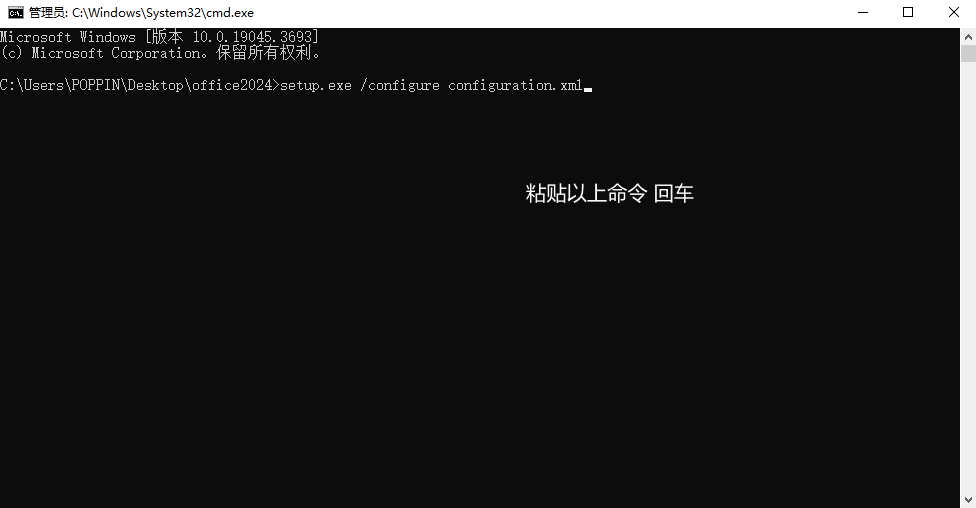 管理员: C:\Windows\System32\cmd.exe
Microsoft Windows [版本 10.0.19045.3693]
(c) Microsoft Corporation。保留所有权利。
C:\Users\POPPIN\Desktop\office2024>setup.exe /configure configuration.xml
粘贴以上命令 回车